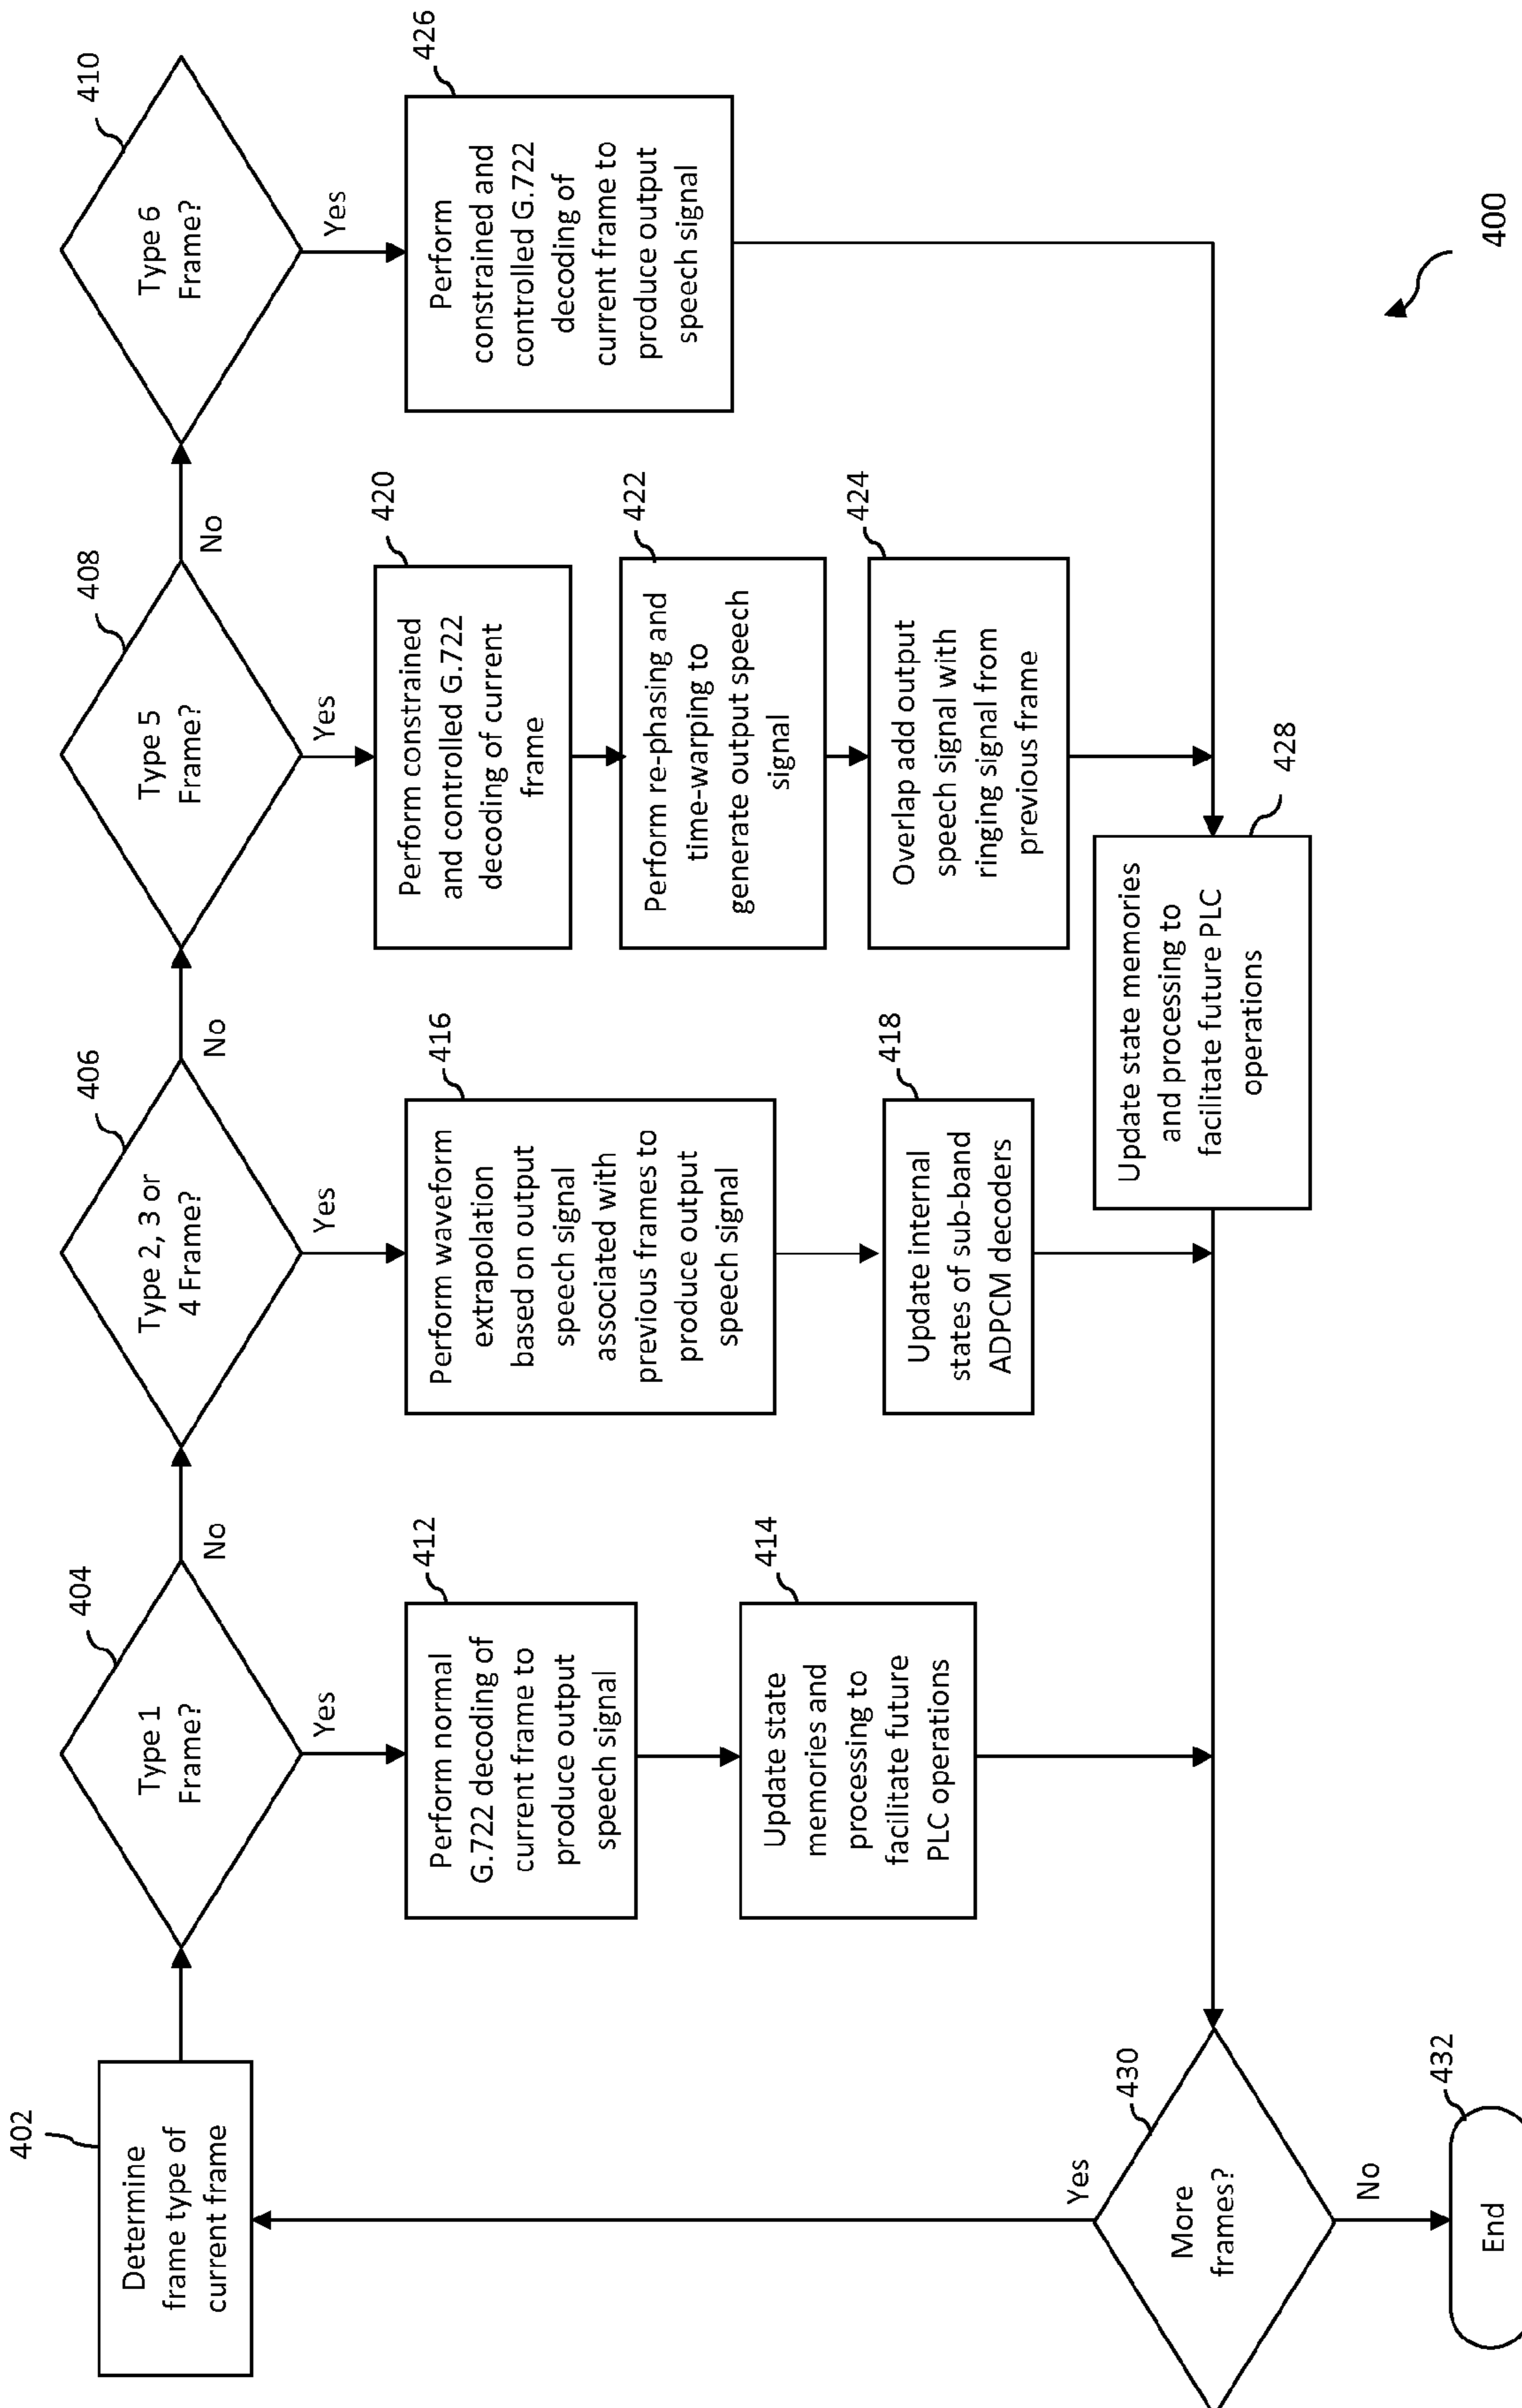 402
Determine
frame type of
current frame
404
Type 1
Frame?
No
Yes
406
Type 2, 3 or
4 Frame?
No
Yes
408
Type 5
Frame?
No
Yes
410
Type 6
Frame?
Yes
412
Perform normal
G.722 decoding of
current frame to
produce output
speech signal
414
Update state
memories and
processing to
facilitate future
PLC operations
416
Perform waveform
extrapolation
based on output
speech signal
associated with
previous frames to
produce output
speech signal
418
Update internal
states of sub-band
ADPCM decoders
420
Perform constrained
and controlled G.722
decoding of current
frame
422
Perform re-phasing and
time-warping to
generate output speech
signal
424
Overlap add output
speech signal with
ringing signal from
previous frame
426
Perform
constrained and
controlled G.722
decoding of
current frame to
produce output
speech signal
428
Update state memories
and processing to
facilitate future PLC
operations
430
More
frames?
Yes
No
432
End
400